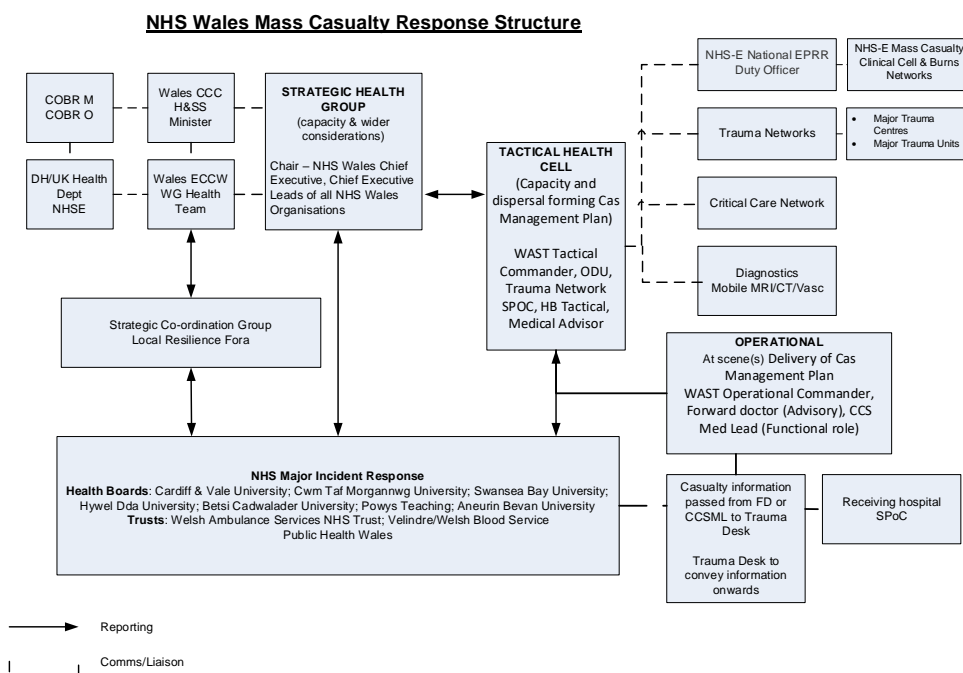 NHS Wales Mass Casualty Response Structure
COBR M
COBR O
Wales CCC
H&SS
Minister
STRATEGIC HEALTH
GROUP
(capacity & wider
considerations)
Chair – NHS Wales Chief
Executive, Chief Executive
Leads of all NHS Wales
Organisations
DH/UK Health
Dept
NHSE
Wales ECCW
WG Health
Team
TACTICAL HEALTH
CELL
(Capacity and
dispersal forming Cas
Management Plan)
WAST Tactical
Commander, ODU,
Trauma Network
SPOC, HB Tactical,
Medical Advisor
NHS-E National EPRR
Duty Officer
NHS-E Mass Casualty
Clinical Cell & Burns
Networks
Trauma Networks
• Major Trauma
Centres
• Major Trauma Units
Critical Care Network
Diagnostics
Mobile MRI/CT/Vasc
Strategic Co-ordination Group
Local Resilience Fora
OPERATIONAL
At scene(s) Delivery of Cas
Management Plan
WAST Operational Commander,
Forward doctor (Advisory), CCS
Med Lead (Functional role)
NHS Major Incident Response
Health Boards: Cardiff & Vale University; Cwm Taf Morgannwg University; Swansea Bay University;
Hywel Dda University; Betsi Cadwalader University; Powys Teaching; Aneurin Bevan University
Trusts: Welsh Ambulance Services NHS Trust; Velindre/Welsh Blood Service
Public Health Wales
Casualty information
passed from FD or
CCSML to Trauma
Desk
Trauma Desk to
convey information
onwards
Receiving hospital
SPoC
Reporting
Comms/Liaison